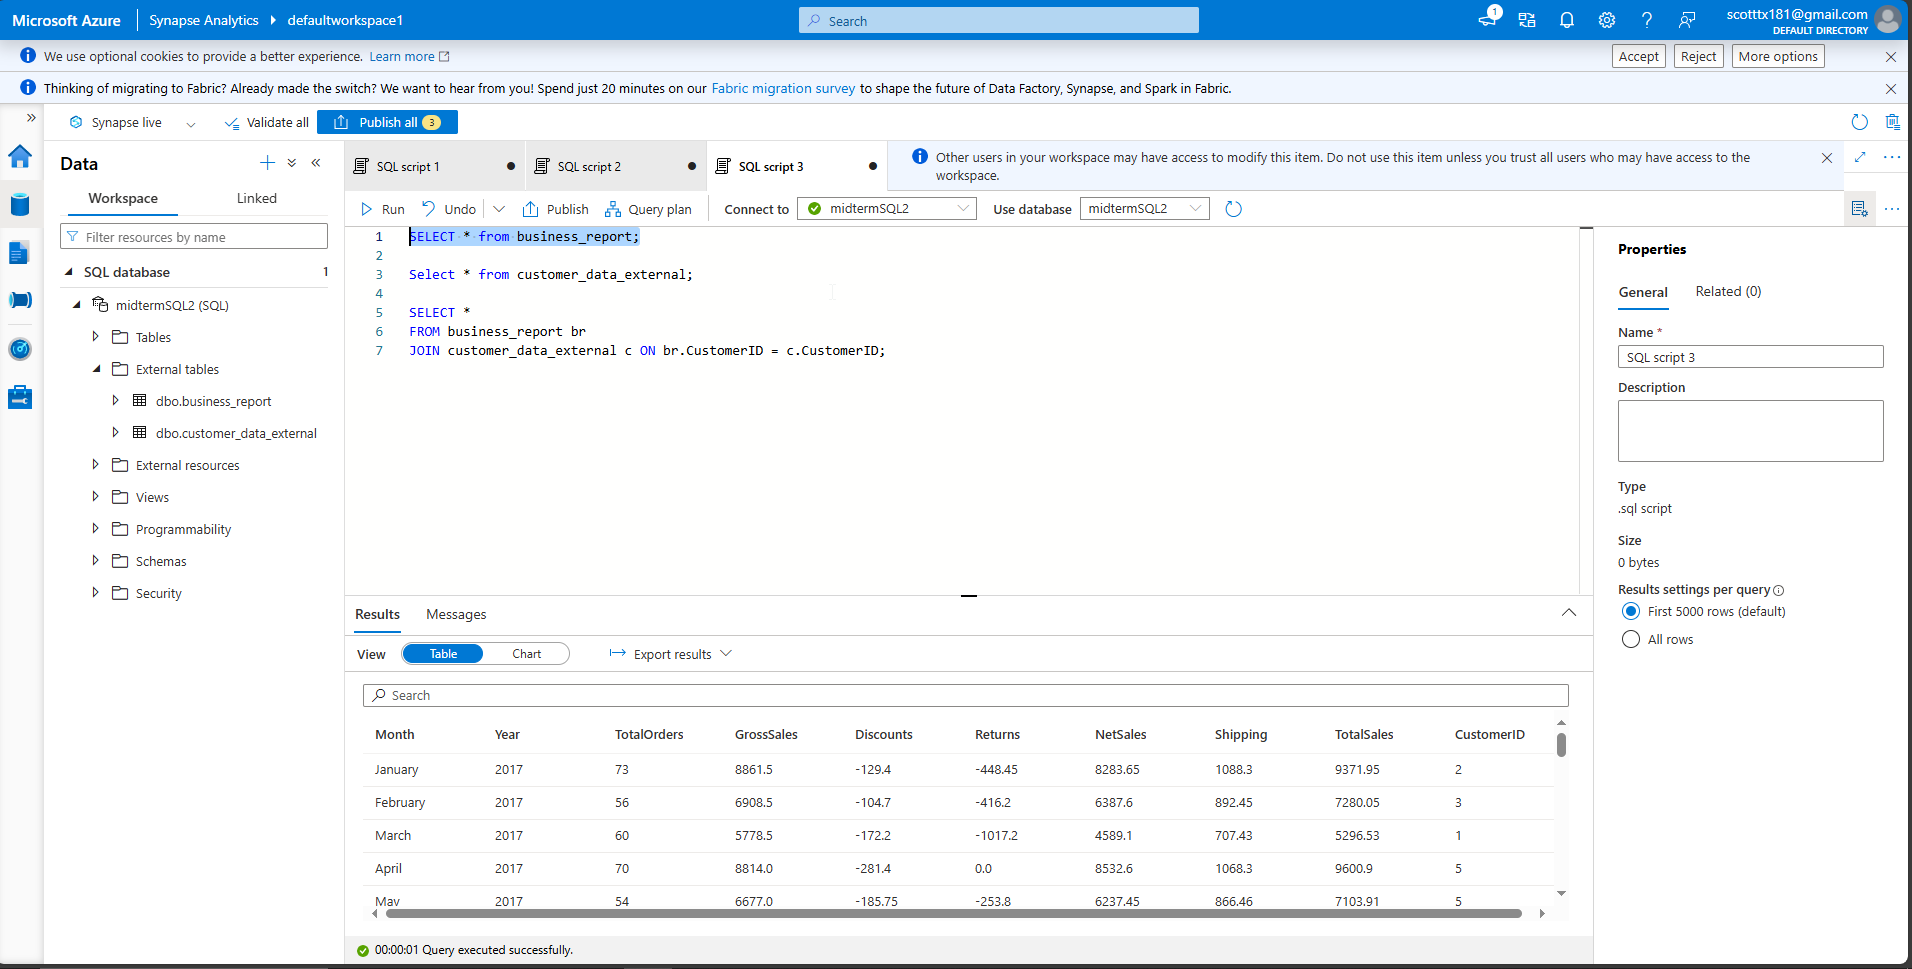 Microsoft Azure Synapse Analytics defaultworkspace1 Search 1 scotttx181@gmail.com
DEFAULT DIRECTORY
We use optional cookies to provide a better experience. Learn more Accept Reject More options
Thinking of migrating to Fabric? Already made the switch? We want to hear from you! Spend just 20 minutes on our Fabric migration survey to shape the future of Data Factory, Synapse, and Spark in Fabric.
Synapse live Validate all Publish all 3
Data
Workspace Linked
Filter resources by name
SQL database 1
midtermSQL2 (SQL)
Tables
External tables
dbo.business_report
dbo.customer_data_external
External resources
Views
Programmability
Schemas
Security
SQL script 1 SQL script 2 SQL script 3
Other users in your workspace may have access to modify this item. Do not use this item unless you trust all users who may have access to the
workspace.
Run Undo Publish Query plan Connect to midtermSQL2 Use database midtermSQL2
1 SELECT * from business_report;
2
3 Select * from customer_data_external;
4
5 SELECT *
6 FROM business_report br
7 JOIN customer_data_external c ON br.CustomerID = c.CustomerID;
Results Messages
View Table Chart Export results
Search
Month Year TotalOrders GrossSales Discounts Returns NetSales Shipping TotalSales CustomerID
January 2017 73 8861.5 -129.4 -448.45 8283.65 1088.3 9371.95 2
February 2017 56 6908.5 -104.7 -416.2 6387.6 892.45 7280.05 3
March 2017 60 5778.5 -172.2 -1017.2 4589.1 707.43 5296.53 1
April 2017 70 8814.0 -281.4 0.0 8532.6 1068.3 9600.9 5
May 2017 54 6677.0 -185.75 -253.8 6237.45 866.46 7103.91 5
00:00:01 Query executed successfully.
Properties
General Related (0)
Name *
SQL script 3
Description
Type
.sql script
Size
0 bytes
Results settings per query
First 5000 rows (default)
All rows